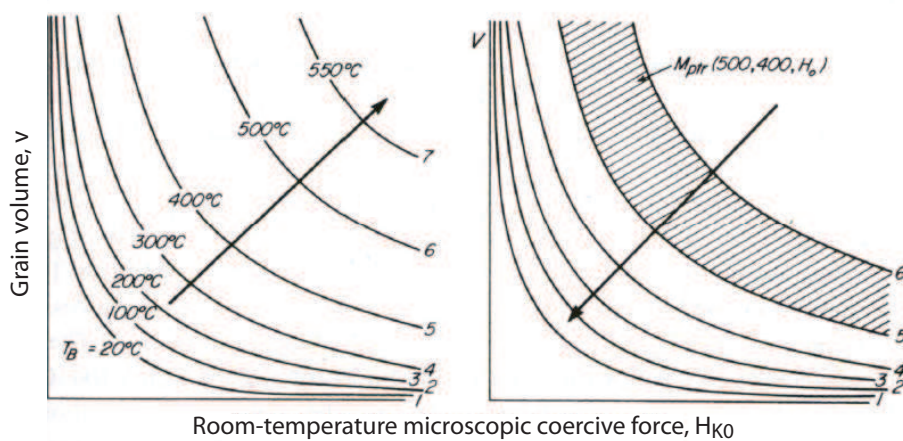 Grain volume, v
550°C
500°C
400°C
300°C
200°C
100°C
T_B = 20°C
7
6
5
4
3
2
1
V
M_ptr (500, 400, H_o)
6
5
4
3
2
1
Room-temperature microscopic coercive force, H_K0